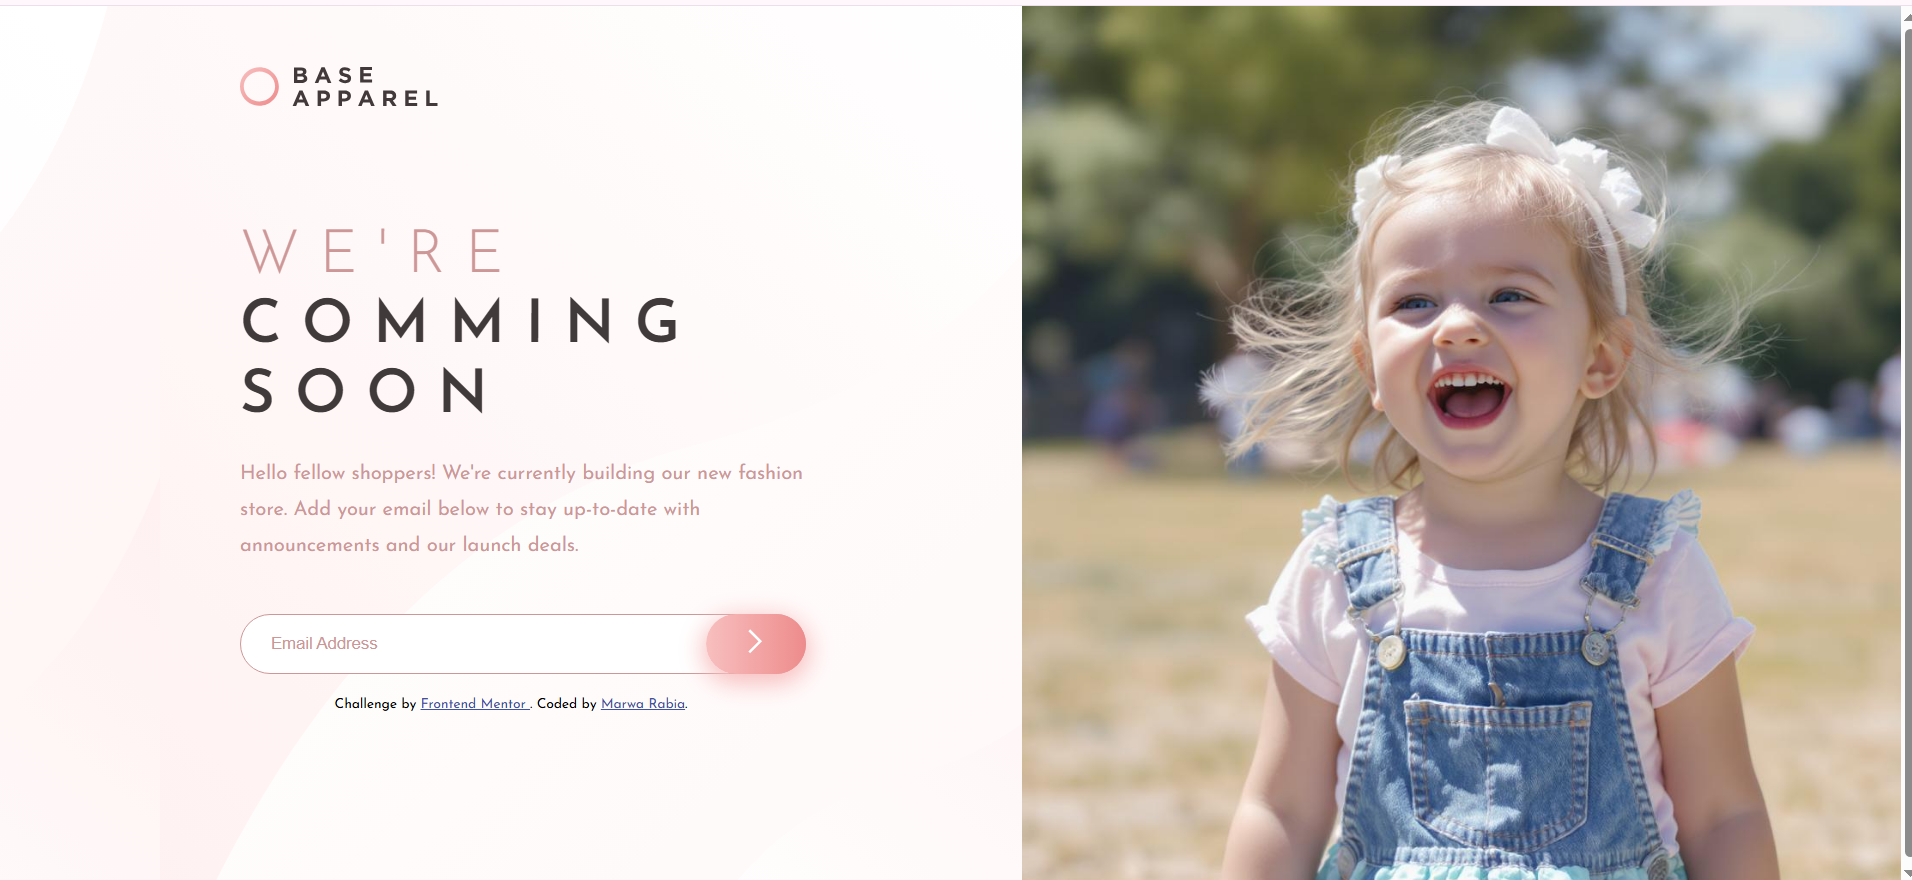 BASE
APPAREL
WE'RE
COMMING
SOON
Hello fellow shoppers! We're currently building our new fashion
store. Add your email below to stay up-to-date with
announcements and our launch deals.
Email Address
Challenge by Frontend Mentor . Coded by Marwa Rabia.